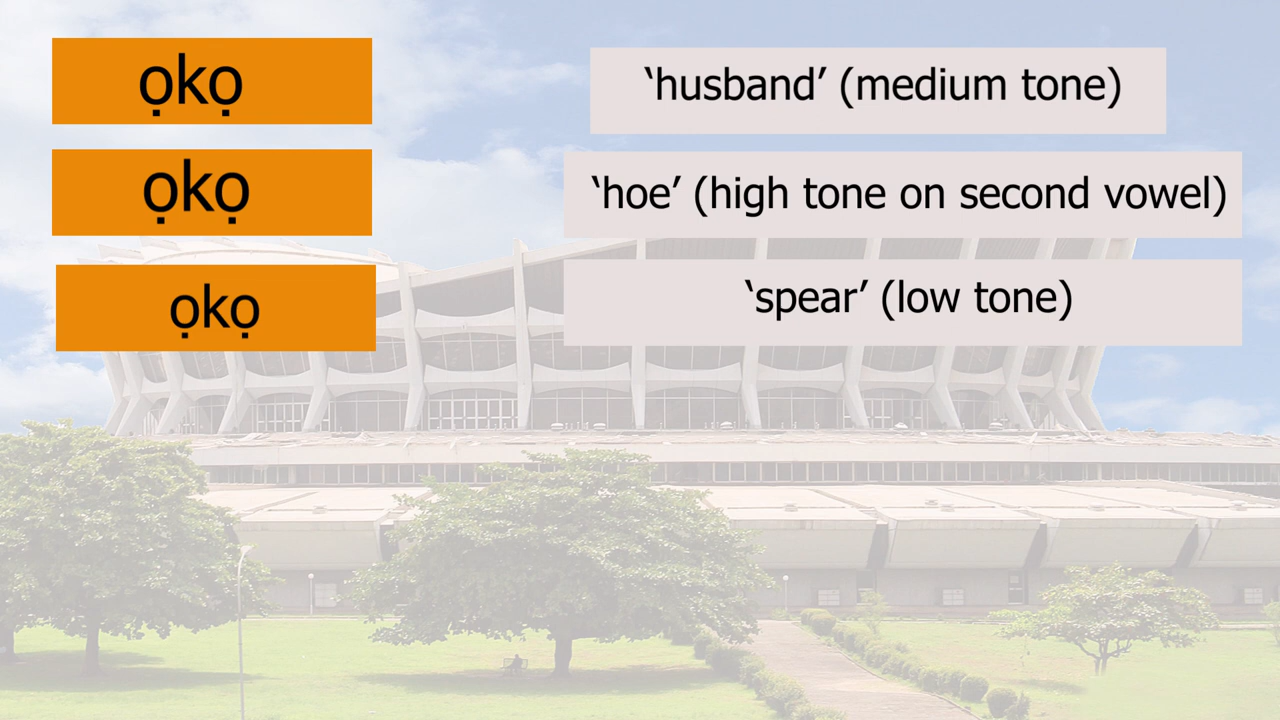 ọkọ
‘husband’ (medium tone)
ọkọ
‘hoe’ (high tone on second vowel)
ọkọ
‘spear’ (low tone)